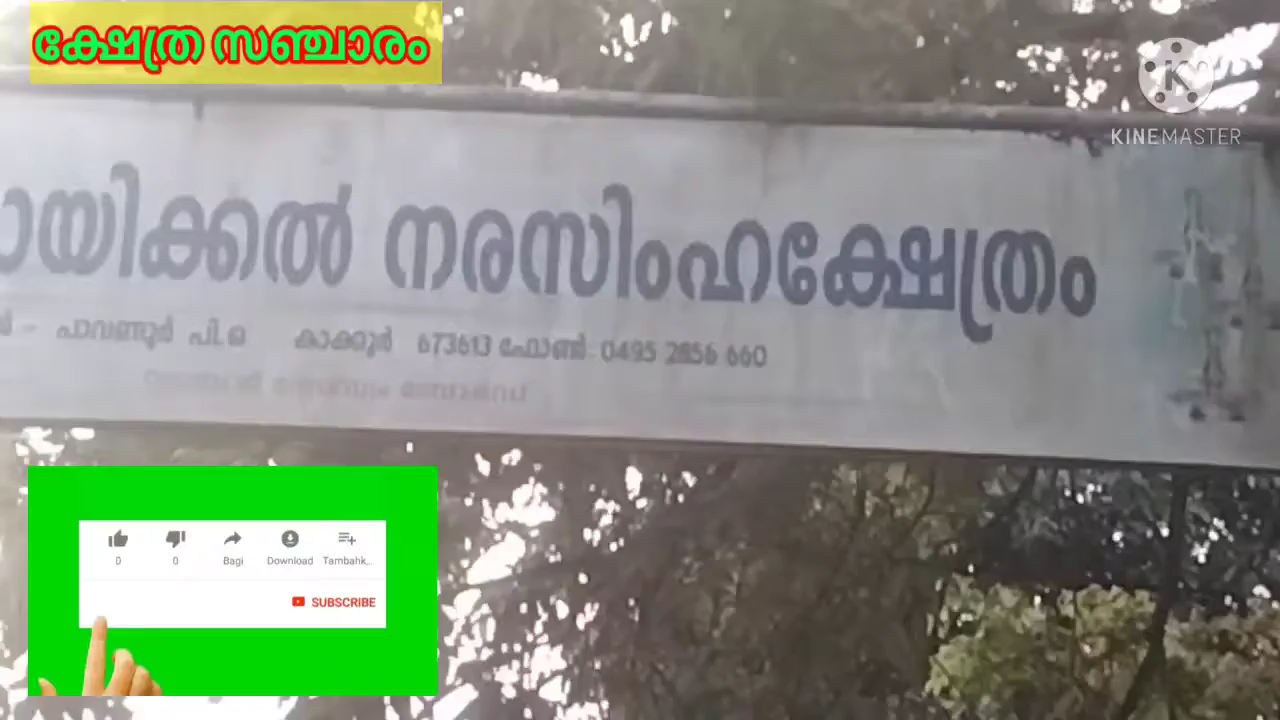 ക്ഷേത്ര സഞ്ചാരം
KINEMASTER
ായിക്കൽ നരസിംഹക്ഷേത്രം
– പാവണ്ടൂർ പി.ഒ കാക്കൂർ 673613 ഫോൺ: 0495 2856 660
0 0 Bagi Download Tambahk...
SUBSCRIBE